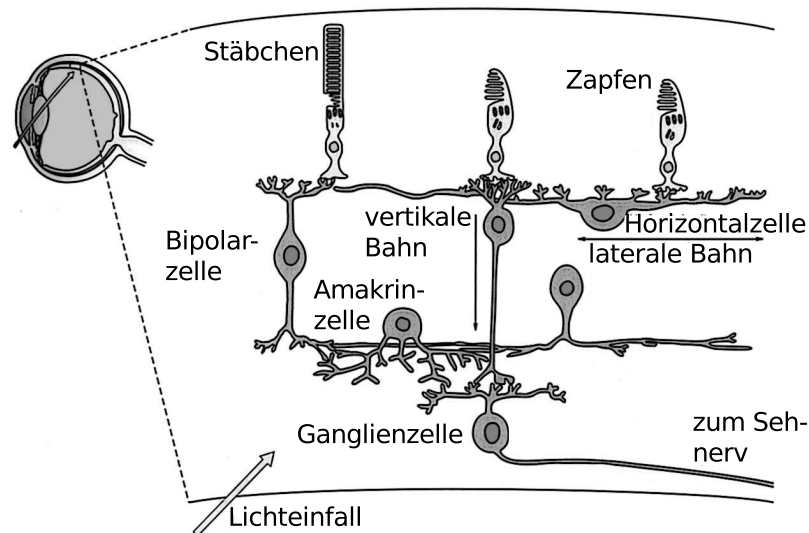 Stäbchen
Zapfen
vertikale
Bahn
Horizontalzelle
laterale Bahn
Bipolar-
zelle
Amakrin-
zelle
Ganglienzelle
zum Seh-
nerv
Lichteinfall